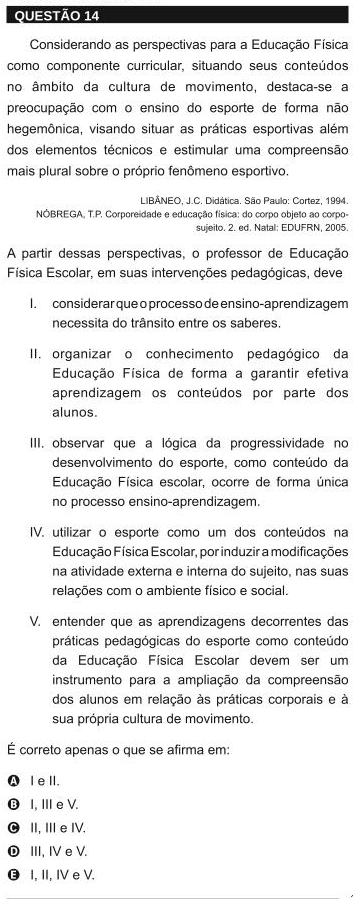 QUESTÃO 14
Considerando as perspectivas para a Educação Física
como componente curricular, situando seus conteúdos
no âmbito da cultura de movimento, destaca-se a
preocupação com o ensino do esporte de forma não
hegemônica, visando situar as práticas esportivas além
dos elementos técnicos e estimular uma compreensão
mais plural sobre o próprio fenômeno esportivo.
LIBÂNEO, J.C. Didática. São Paulo: Cortez, 1994.
NÓBREGA, T.P. Corporeidade e educação física: do corpo objeto ao corpo-
sujeito. 2. ed. Natal: EDUFRN, 2005.
A partir dessas perspectivas, o professor de Educação
Física Escolar, em suas intervenções pedagógicas, deve
I. considerar que o processo de ensino-aprendizagem
necessita do trânsito entre os saberes.
II. organizar o conhecimento pedagógico da
Educação Física de forma a garantir efetiva
aprendizagem os conteúdos por parte dos
alunos.
III. observar que a lógica da progressividade no
desenvolvimento do esporte, como conteúdo da
Educação Física escolar, ocorre de forma única
no processo ensino-aprendizagem.
IV. utilizar o esporte como um dos conteúdos na
Educação Física Escolar, por induzir a modificações
na atividade externa e interna do sujeito, nas suas
relações com o ambiente físico e social.
V. entender que as aprendizagens decorrentes das
práticas pedagógicas do esporte como conteúdo
da Educação Física Escolar devem ser um
instrumento para a ampliação da compreensão
dos alunos em relação às práticas corporais e à
sua própria cultura de movimento.
É correto apenas o que se afirma em:
A I e II.
B I, III e V.
C II, III e IV.
D III, IV e V.
E I, II, IV e V.